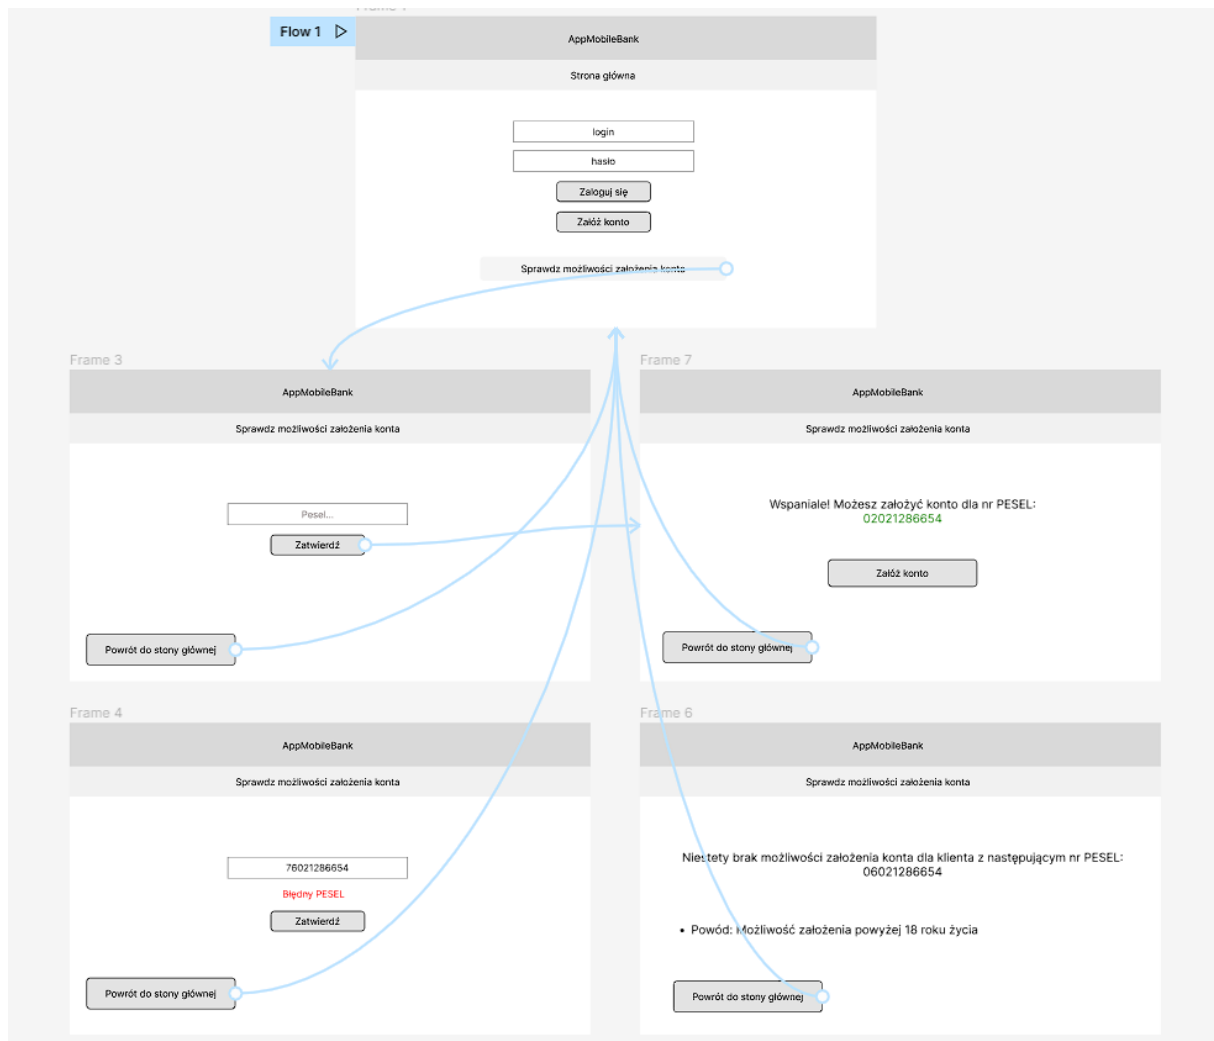 Flow 1
AppMobileBank
Strona główna
login
hasło
Zaloguj się
Załóż konto
Sprawdz możliwości założenia konta
Frame 3
AppMobileBank
Sprawdz możliwości założenia konta
Pesel...
Zatwierdź
Powrót do stony głównej
Frame 7
AppMobileBank
Sprawdz możliwości założenia konta
Wspaniale! Możesz założyć konto dla nr PESEL:
02021286654
Załóż konto
Powrót do stony głównej
Frame 4
AppMobileBank
Sprawdz możliwości założenia konta
76021286654
Błędny PESEL
Zatwierdź
Powrót do stony głównej
Frame 6
AppMobileBank
Sprawdz możliwości założenia konta
Niestety brak możliwości założenia konta dla klienta z następującym nr PESEL:
06021286654
• Powód: Możliwość założenia powyżej 18 roku życia
Powrót do stony głównej